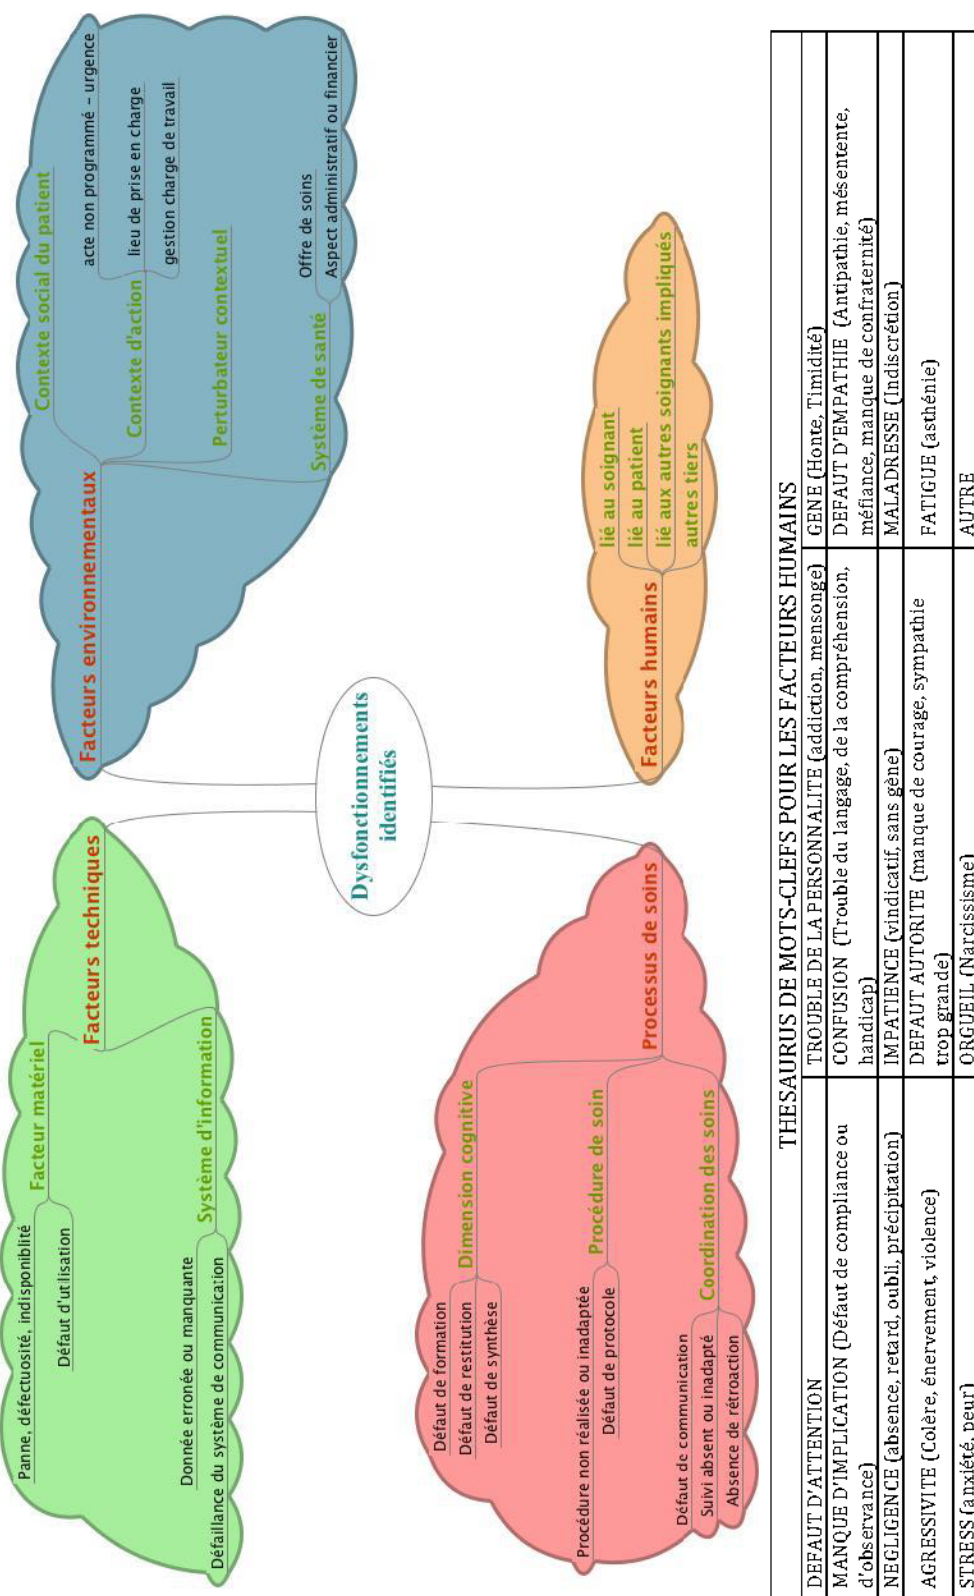 Dysfonctionnements
identifiés
Facteurs techniques
Facteur matériel
Panne, défectuosité, indisponiblité
Défaut d'utilisation
Système d'information
Donnée erronée ou manquante
Défaillance du système de communication
Facteurs environnementaux
Contexte social du patient
Contexte d'action
acte non programmé - urgence
lieu de prise en charge
gestion charge de travail
Perturbateur contextuel
Système de santé
Offre de soins
Aspect administratif ou financier
Processus de soins
Dimension cognitive
Défaut de formation
Défaut de restitution
Défaut de synthèse
Procédure de soin
Procédure non réalisée ou inadaptée
Défaut de protocole
Coordination des soins
Défaut de communication
Suivi absent ou inadapté
Absence de rétroaction
Facteurs humains
lié au soignant
lié au patient
lié aux autres soignants impliqués
autres tiers
THESAURUS DE MOTS-CLEFS POUR LES FACTEURS HUMAINS
DEFAUT D'ATTENTION
TROUBLE DE LA PERSONNALITE (addiction, mensonge)
GENE (Honte, Timidité)
MANQUE D'IMPLICATION (Défaut de compliance ou
d'observance)
CONFUSION (Trouble du langage, de la compréhension,
handicap)
DEFAUT D'EMPATHIE (Antipathie, mésentente,
méfiance, manque de confraternité)
NEGLIGENCE (absence, retard, oubli, précipitation)
IMPATIENCE (vindicatif, sans gène)
MALADRESSE (Indiscrétion)
AGRESSIVITE (Colère, énervement, violence)
DEFAUT AUTORITE (manque de courage, sympathie
trop grande)
FATIGUE (asthénie)
STRESS (anxiété, peur)
ORGUEIL (Narcissisme)
AUTRE